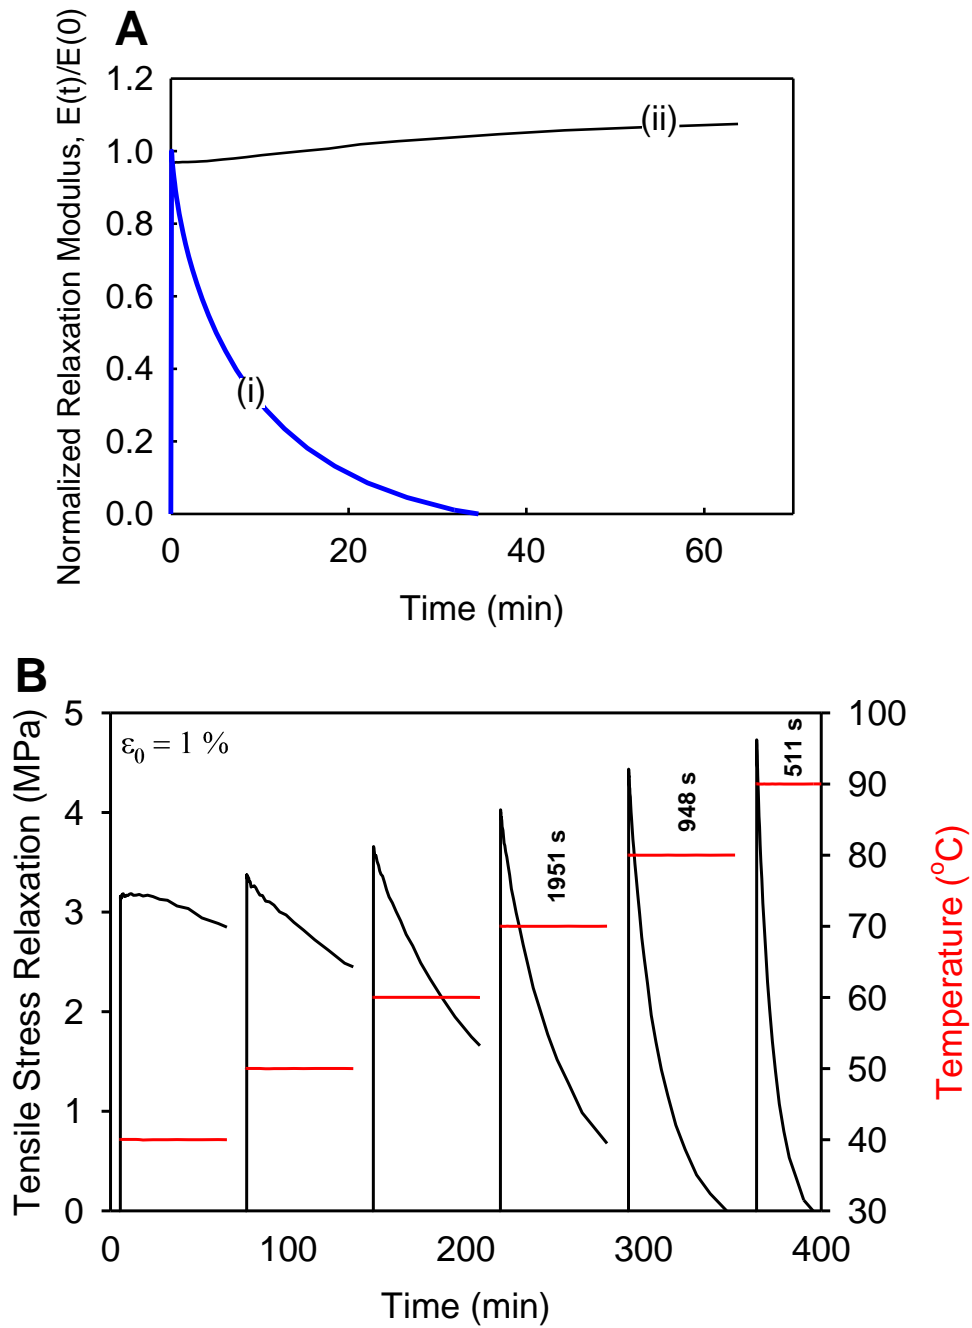 A
Normalized Relaxation Modulus, E(t)/E(0)
1.2
1.0
0.8
0.6
0.4
0.2
0.0
(ii)
(i)
0 20 40 60
Time (min)
B
Tensile Stress Relaxation (MPa)
5
4
3
2
1
0
ε0 = 1 %
1951 s
948 s
511 s
100
90
80
70
60
50
40
30
Temperature (°C)
0 100 200 300 400
Time (min)